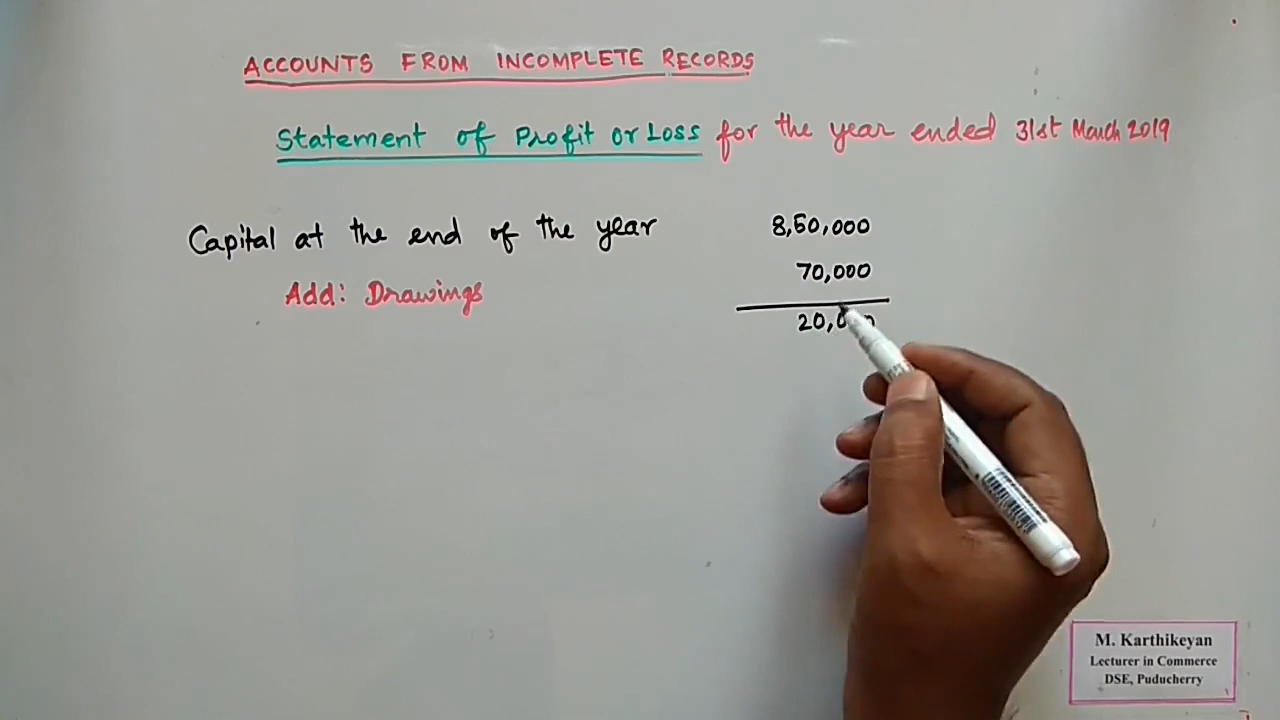 ACCOUNTS FROM INCOMPLETE RECORDS
Statement of Profit or Loss for the year ended 31st March 2019
Capital at the end of the year 8,50,000
Add: Drawings 70,000
M. Karthikeyan
Lecturer in Commerce
DSE, Puducherry